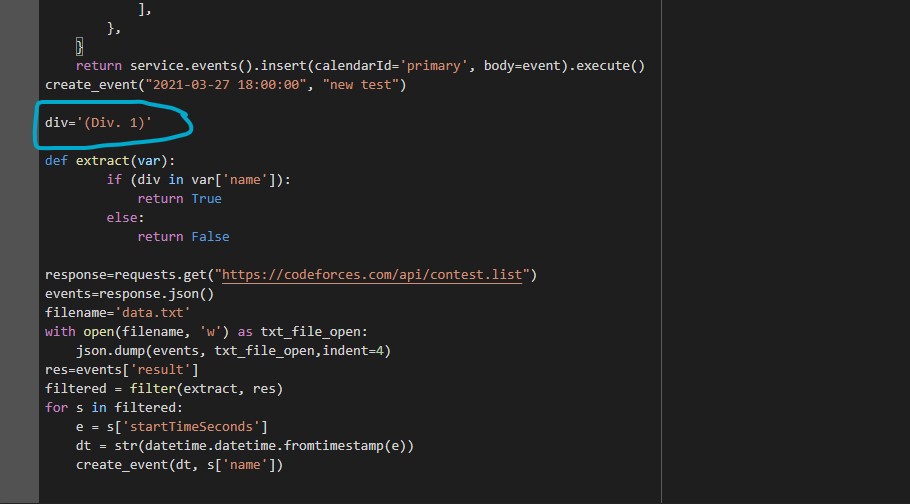 ],
},
}
return service.events().insert(calendarId='primary', body=event).execute()
create_event("2021-03-27 18:00:00", "new test")
div='(Div. 1)'
def extract(var):
if (div in var['name']):
return True
else:
return False
response=requests.get("https://codeforces.com/api/contest.list")
events=response.json()
filename='data.txt'
with open(filename, 'w') as txt_file_open:
json.dump(events, txt_file_open,indent=4)
res=events['result']
filtered = filter(extract, res)
for s in filtered:
e = s['startTimeSeconds']
dt = str(datetime.datetime.fromtimestamp(e))
create_event(dt, s['name'])